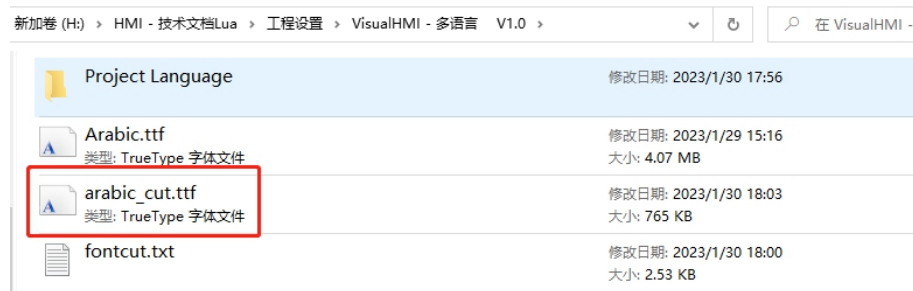 新加卷 (H:) > HMI - 技术文档Lua > 工程设置 > VisualHMI - 多语言 V1.0 >
在 VisualHMI -
Project Language
修改日期: 2023/1/30 17:56
Arabic.ttf
修改日期: 2023/1/29 15:16
类型: TrueType 字体文件
大小: 4.07 MB
arabic_cut.ttf
修改日期: 2023/1/30 18:03
类型: TrueType 字体文件
大小: 765 KB
fontcut.txt
修改日期: 2023/1/30 18:00
大小: 2.53 KB